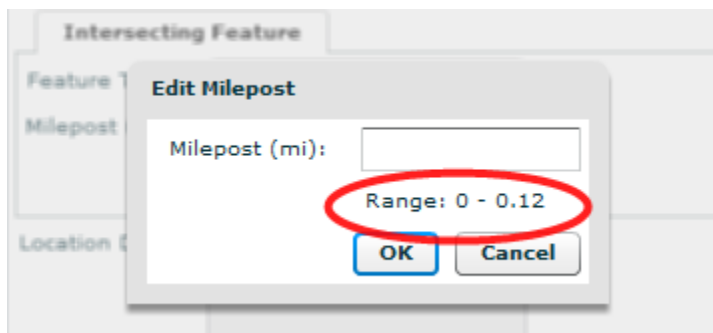 Intersecting Feature
Feature
Edit Milepost
Milepost
Milepost (mi):
Range: 0 - 0.12
Location
OK
Cancel